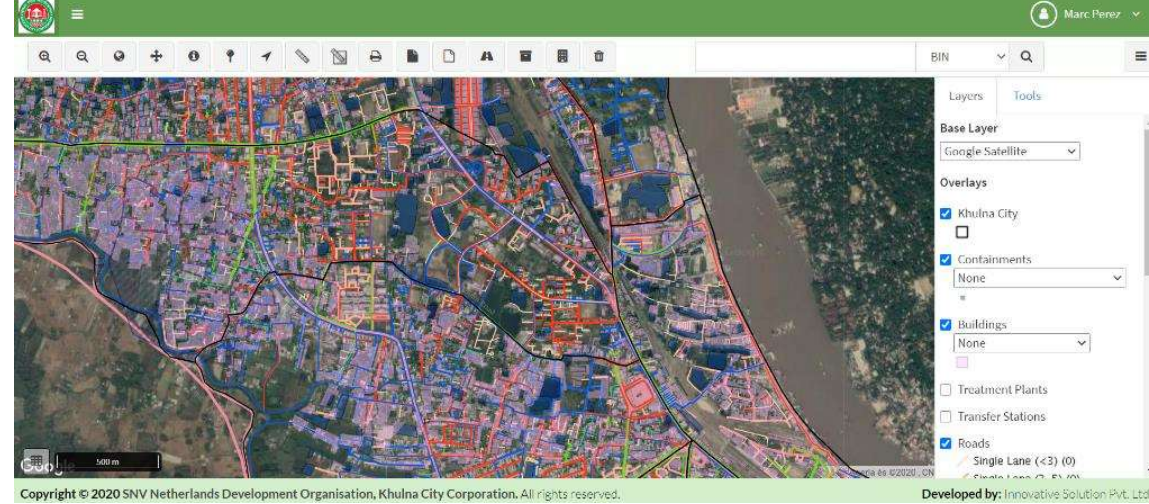 Marc Perez
BIN
Layers Tools
Base Layer
Google Satellite
Overlays
Khulna City
Containments
None
Buildings
None
Treatment Plants
Transfer Stations
Roads
Single Lane (<3) (0)
500 m
Google
Copyright © 2020 SNV Netherlands Development Organisation, Khulna City Corporation. All rights reserved.
Developed by: Innovative Solution Pvt. Ltd